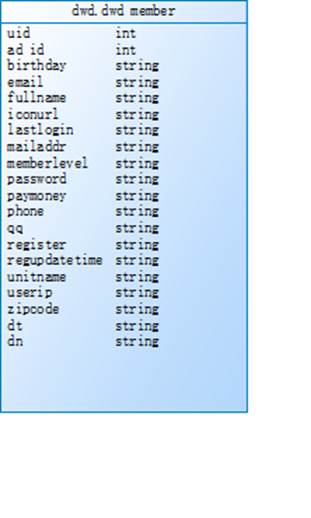 dwd.dwd member
uid int
ad id int
birthday string
email string
fullname string
iconurl string
lastlogin string
mailaddr string
memberlevel string
password string
paymoney string
phone string
qq string
register string
regupdatetime string
unitname string
userip string
zipcode string
dt string
dn string